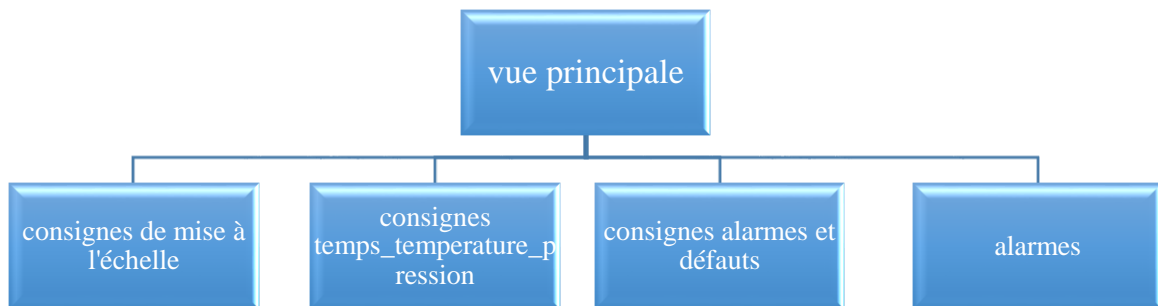 vue principale
consignes de mise à
l'échelle
consignes
temps_temperature_p
ression
consignes alarmes et
défauts
alarmes